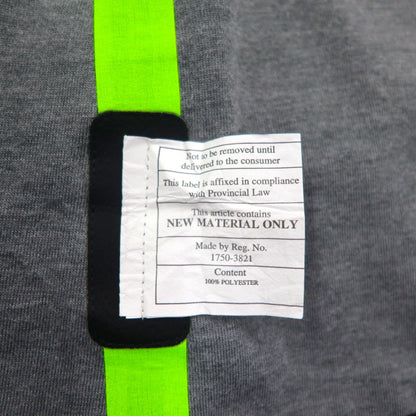 Not to be removed until
delivered to the consumer
This label is affixed in compliance
with Provincial Law
This article contains
NEW MATERIAL ONLY
Made by Reg. No.
1750-3821
Content
100% POLYESTER